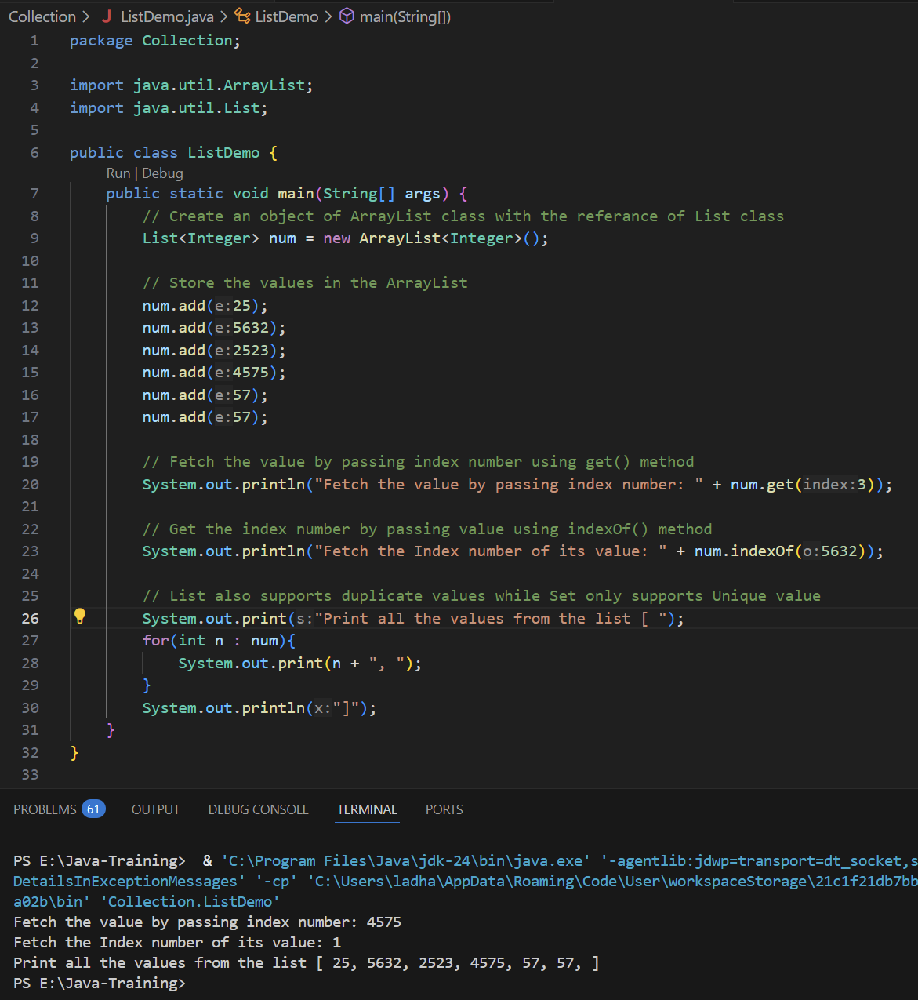 Collection > J ListDemo.java > ListDemo > main(String[])
1 package Collection;
2
3 import java.util.ArrayList;
4 import java.util.List;
5
6 public class ListDemo {
Run | Debug
7 public static void main(String[] args) {
8 // Create an object of ArrayList class with the referance of List class
9 List<Integer> num = new ArrayList<Integer>();
10
11 // Store the values in the ArrayList
12 num.add(e:25);
13 num.add(e:5632);
14 num.add(e:2523);
15 num.add(e:4575);
16 num.add(e:57);
17 num.add(e:57);
18
19 // Fetch the value by passing index number using get() method
20 System.out.println("Fetch the value by passing index number: " + num.get(index:3));
21
22 // Get the index number by passing value using indexOf() method
23 System.out.println("Fetch the Index number of its value: " + num.indexOf(o:5632));
24
25 // List also supports duplicate values while Set only supports Unique value
26 System.out.print(s:"Print all the values from the list [ ");
27 for(int n : num){
28 System.out.print(n + ", ");
29 }
30 System.out.println(x:"]");
31 }
32 }
33
PROBLEMS 61 OUTPUT DEBUG CONSOLE TERMINAL PORTS
PS E:\Java-Training> & 'C:\Program Files\Java\jdk-24\bin\java.exe' '-agentlib:jdwp=transport=dt_socket,s
DetailsInExceptionMessages' '-cp' 'C:\Users\ladha\AppData\Roaming\Code\User\workspaceStorage\21c1f21db7bb
a02b\bin' 'Collection.ListDemo'
Fetch the value by passing index number: 4575
Fetch the Index number of its value: 1
Print all the values from the list [ 25, 5632, 2523, 4575, 57, 57, ]
PS E:\Java-Training>